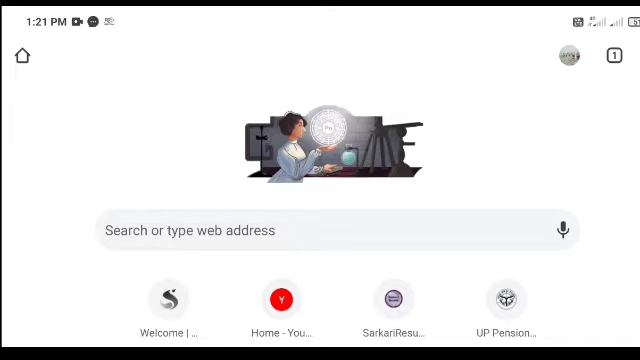 1:21 PM
1
Search or type web address
Y
Welcome | ...
Home - You...
SarkariResu...
UP Pension...